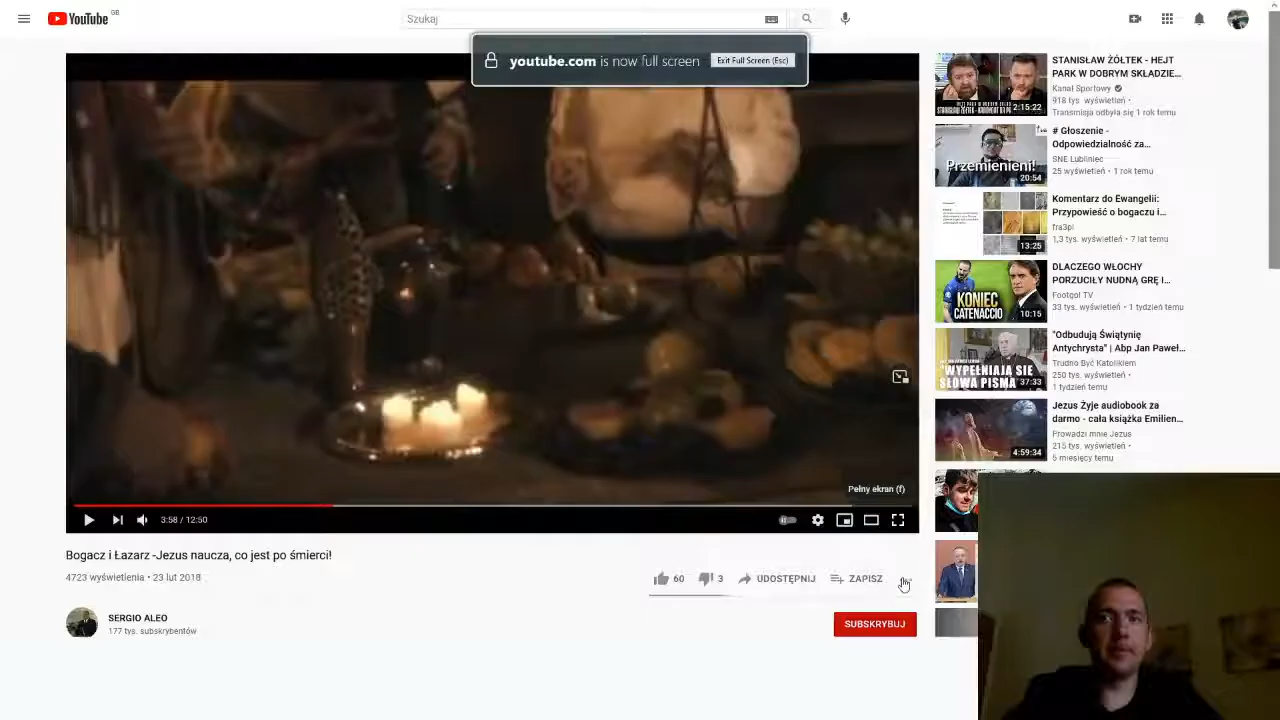 YouTube GB
Szukaj
youtube.com is now full screen
Exit Full Screen (Esc)
Pełny ekran (f)
3:58 / 12:50
Bogacz i Łazarz -Jezus naucza, co jest po śmierci!
4723 wyświetlenia • 23 lut 2018
60
3
UDOSTĘPNIJ
ZAPISZ
SERGIO ALEO
177 tys. subskrybentów
SUBSKRYBUJ
2:15:22
STANISŁAW ŻÓŁTEK - HEJT
PARK W DOBRYM SKŁADZIE...
Kanał Sportowy
918 tys. wyświetleń •
Transmisja odbyła się 1 rok temu
Przemienieni!
20:54
# Głoszenie -
Odpowiedzialność za...
SNE Lubliniec
25 wyświetleń • 1 rok temu
13:25
Komentarz do Ewangelii:
Przypowieść o bogaczu i...
fra3pl
1,3 tys. wyświetleń • 7 lat temu
KONIEC
CATENACCIO
10:15
DLACZEGO WŁOCHY
PORZUCIŁY NUDNĄ GRĘ I...
Footgol TV
33 tys. wyświetleń • 1 tydzień temu
"WYPEŁNIAJĄ SIĘ
SŁOWA PISMA
37:33
"Odbudują Świątynię
Antychrysta" | Abp Jan Paweł...
Trudno Być Katolikiem
250 tys. wyświetleń •
1 tydzień temu
4:59:34
Jezus Żyje audiobook za
darmo - cała książka Emilien...
Prowadzi mnie Jezus
215 tys. wyświetleń •
5 miesięcy temu